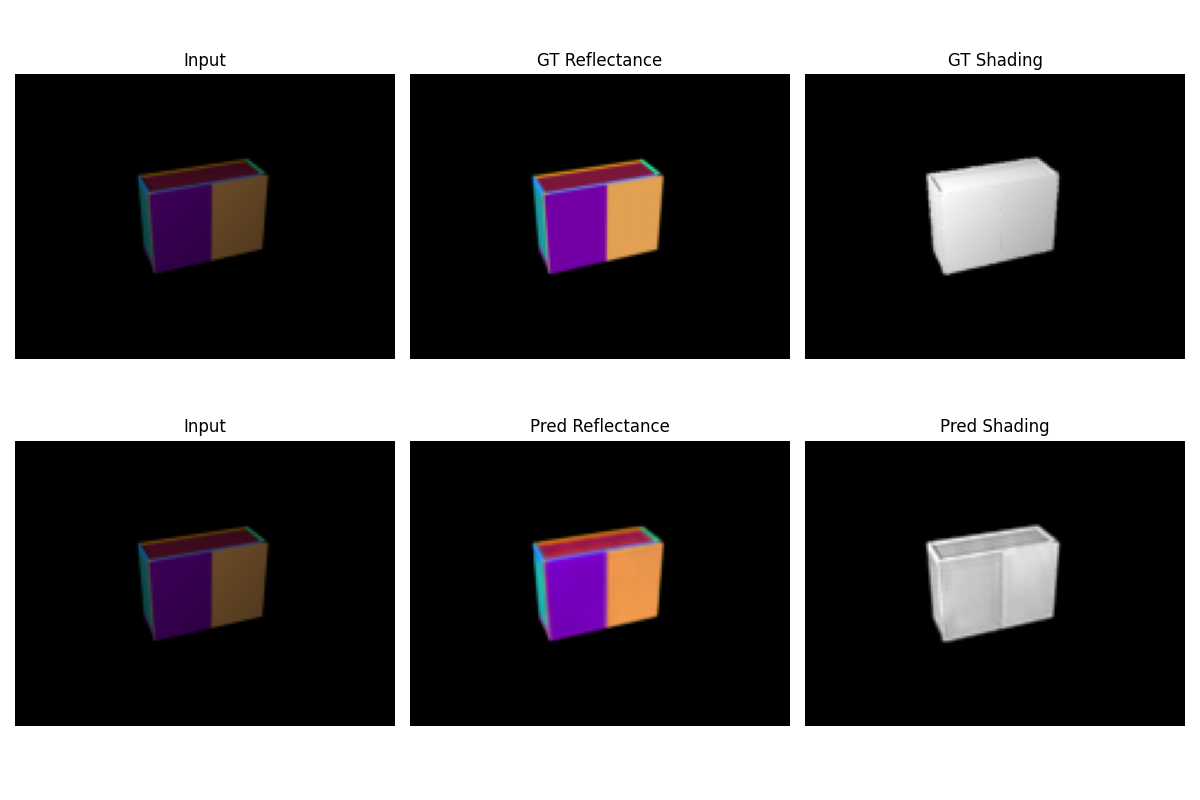 Input
GT Reflectance
GT Shading
Input
Pred Reflectance
Pred Shading